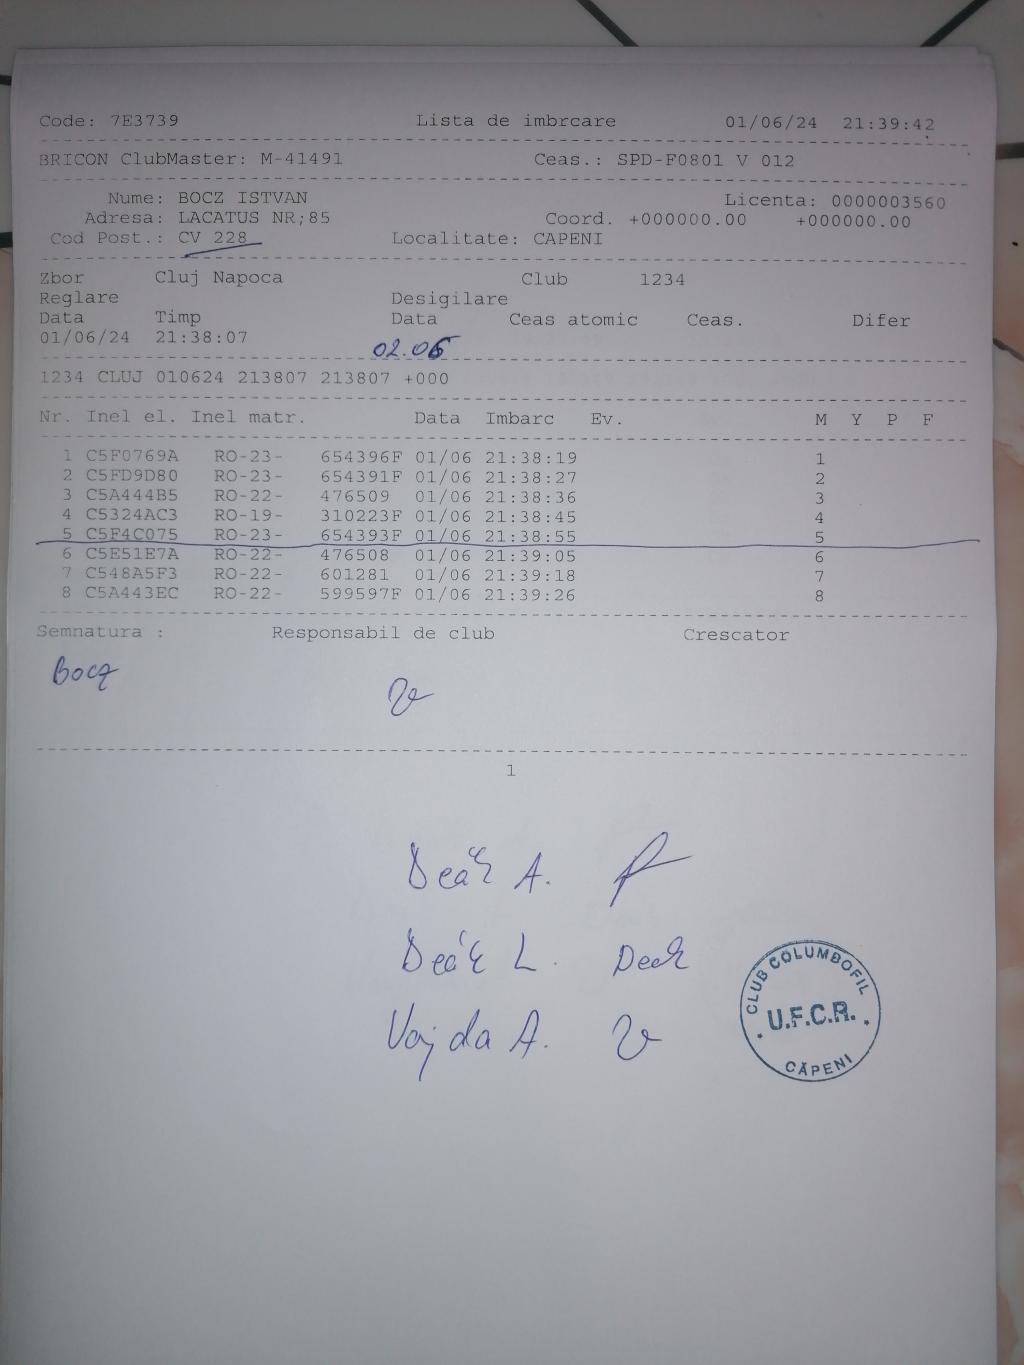 Code: 7E3739 Lista de imbrcare 01/06/24 21:39:42
BRICON ClubMaster: M-41491 Ceas.: SPD-F0801 V 012
Nume: BOCZ ISTVAN Licenta: 0000003560
Adresa: LACATUS NR;85 Coord. +000000.00 +000000.00
Cod Post.: CV 228 Localitate: CAPENI
Zbor Cluj Napoca Club 1234
Reglare Desigilare
Data Timp Data Ceas atomic Ceas. Difer
01/06/24 21:38:07
02.06
1234 CLUJ 010624 213807 213807 +000
Nr. Inel el. Inel matr. Data Imbarc Ev. M Y P F
1 C5F0769A RO-23- 654396F 01/06 21:38:19 1
2 C5FD9D80 RO-23- 654391F 01/06 21:38:27 2
3 C5A444B5 RO-22- 476509 01/06 21:38:36 3
4 C5324AC3 RO-19- 310223F 01/06 21:38:45 4
5 C5F4C075 RO-23- 654393F 01/06 21:38:55 5
6 C5E51E7A RO-22- 476508 01/06 21:39:05 6
7 C548A5F3 RO-22- 601281 01/06 21:39:18 7
8 C5A443EC RO-22- 599597F 01/06 21:39:26 8
Semnatura : Responsabil de club Crescator
Bocz
1
Deák A.
Deák L. Deak
Vajda A.
CLUB COLUMBOFIL
U.F.C.R.
CĂPENI